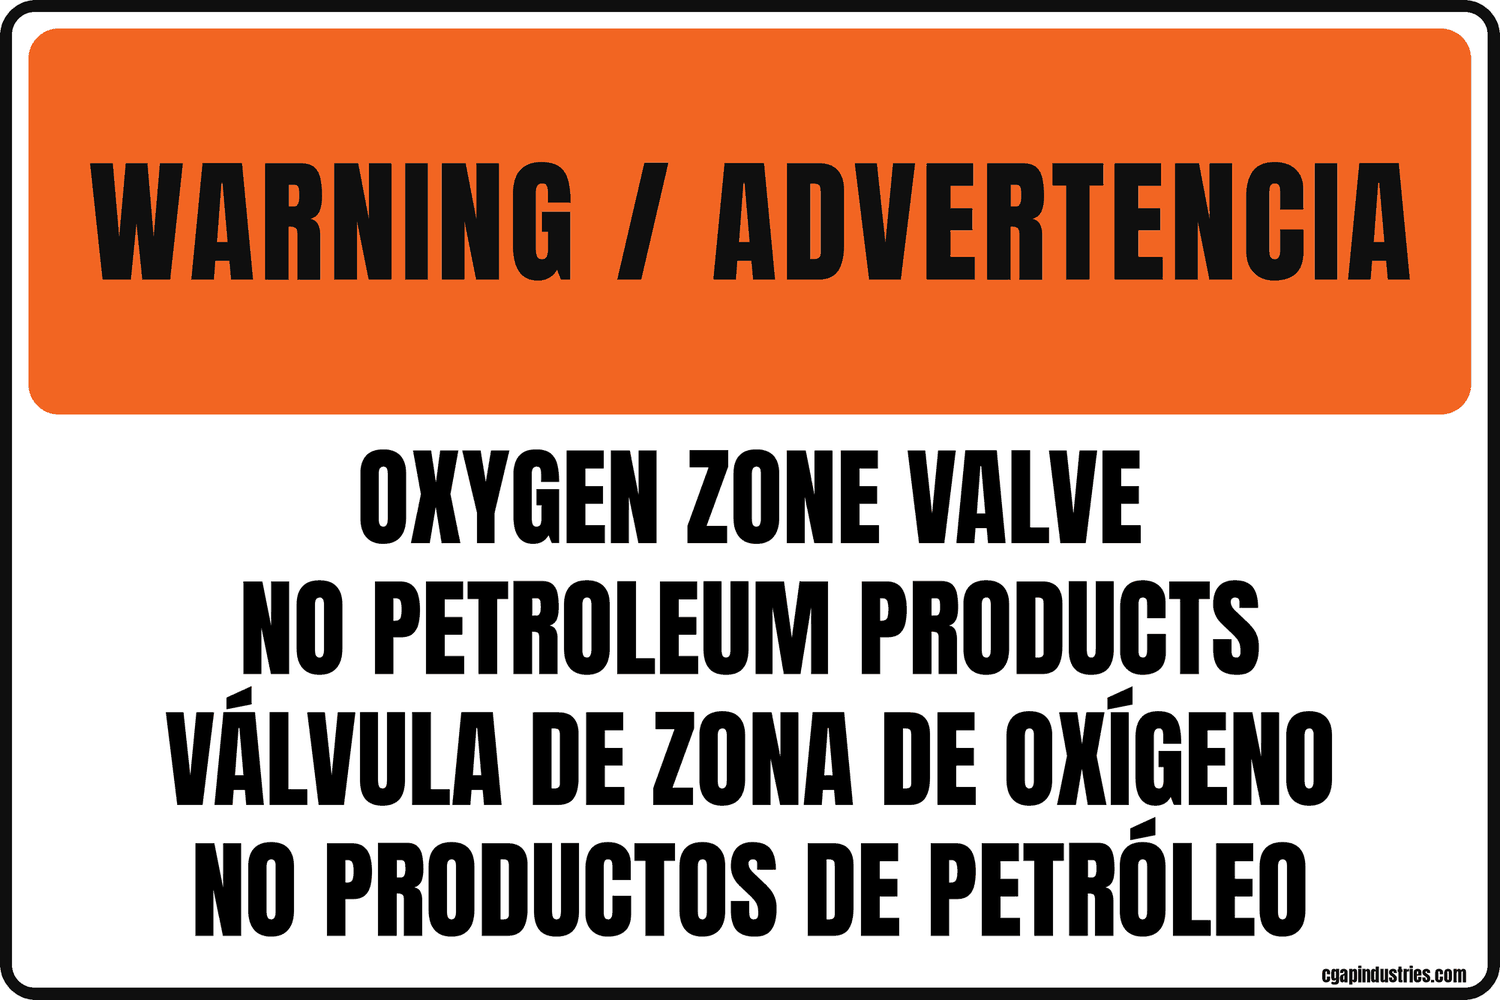 WARNING / ADVERTENCIA
OXYGEN ZONE VALVE
NO PETROLEUM PRODUCTS
VÁLVULA DE ZONA DE OXÍGENO
NO PRODUCTOS DE PETRÓLEO
cgapindustries.com